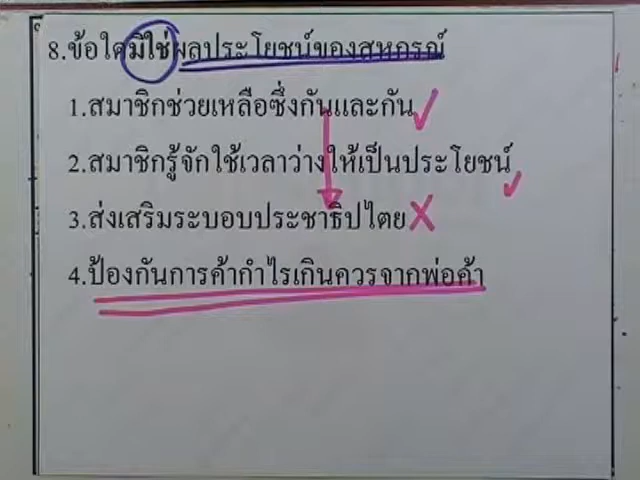 8.ข้อใดมิใช่ผลประโยชน์ของสหกรณ์
1.สมาชิกช่วยเหลือซึ่งกันและกัน
2.สมาชิกรู้จักใช้เวลาว่างให้เป็นประโยชน์
3.ส่งเสริมระบอบประชาธิปไตย
4.ป้องกันการค้ากำไรเกินควรจากพ่อค้า